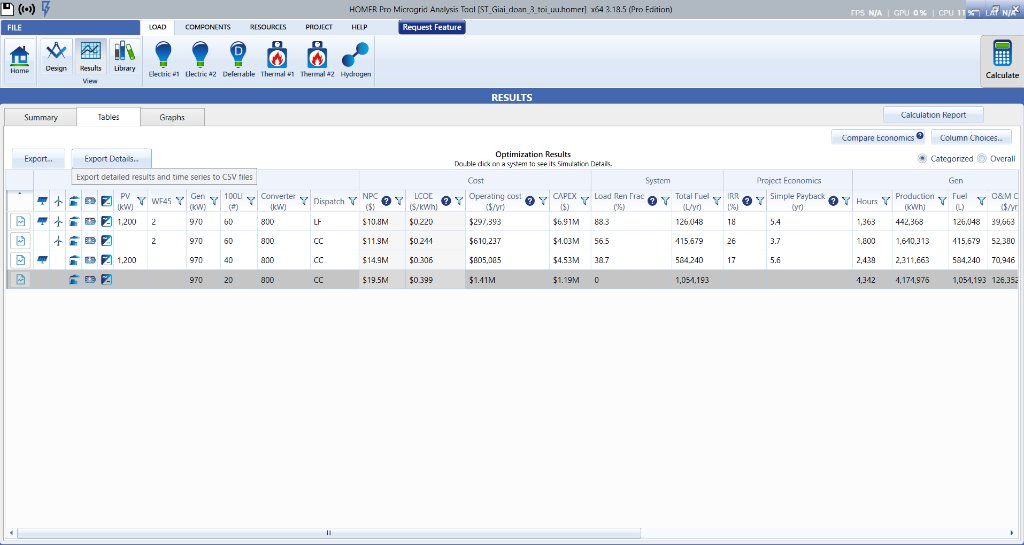 HOMER Pro Microgrid Analysis Tool [ST_Giai_doan_3_toi_uu.homer] x64 3.18.5 (Pro Edition)
FPS N/A | GPU 0% | CPU
FILE LOAD COMPONENTS RESOURCES PROJECT HELP Request Feature
Home Design Results Library Electric #1 Electric #2 Deferrable Thermal #1 Thermal #2 Hydrogen Calculate
View
RESULTS
Summary Tables Graphs Calculation Report
Compare Economics Column Choices...
Export... Export Details... Optimization Results Categorized Overall
Double click on a system to see its Simulation Details.
Export detailed results and time series to CSV files
Cost System Project Economics Gen
PV (kW) WF45 Gen (kW) 100LI (#) Converter (kW) Dispatch NPC ($) LCOE ($/kWh) Operating cost ($/yr) CAPEX ($) Load Ren Frac (%) Total Fuel (L/yr) IRR (%) Simple Payback (yr) Hours Production (kWh) Fuel (L) O&M C ($/yr
1,200 2 970 60 800 LF $10.8M $0.220 $297,393 $6.91M 88.3 126,048 18 5.4 1,363 442,368 126,048 39,663
2 970 60 800 CC $11.9M $0.244 $610,237 $4.03M 56.5 415,679 26 3.7 1,800 1,640,313 415,679 52,380
1,200 970 40 800 CC $14.9M $0.306 $805,085 $4.53M 38.7 584,240 17 5.6 2,438 2,311,663 584,240 70,946
970 20 800 CC $19.5M $0.399 $1.41M $1.19M 0 1,054,193 4,342 4,174,976 1,054,193 126,352